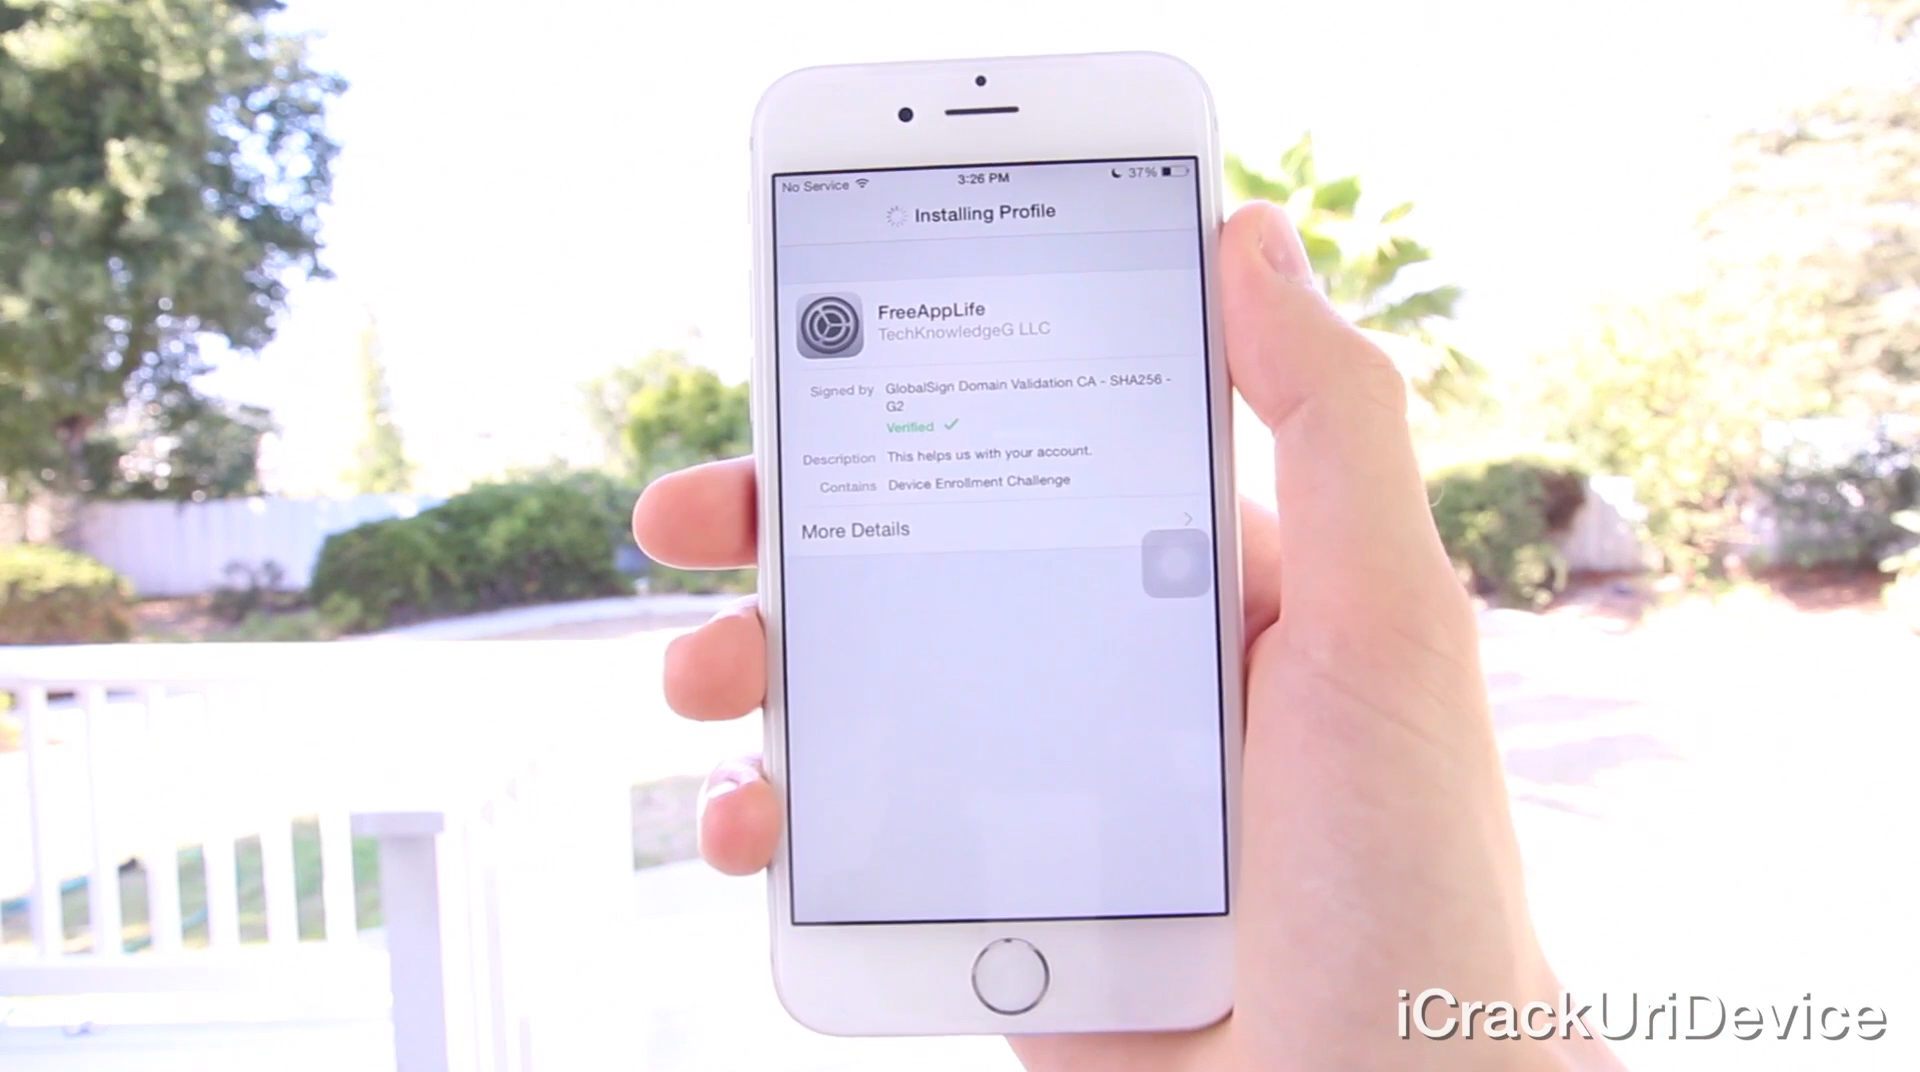 No Service 3:26 PM 37%
Installing Profile
FreeAppLife
TechKnowledgeG LLC
Signed by GlobalSign Domain Validation CA - SHA256 -
G2
Verified
Description This helps us with your account.
Contains Device Enrollment Challenge
More Details
iCrackUriDevice